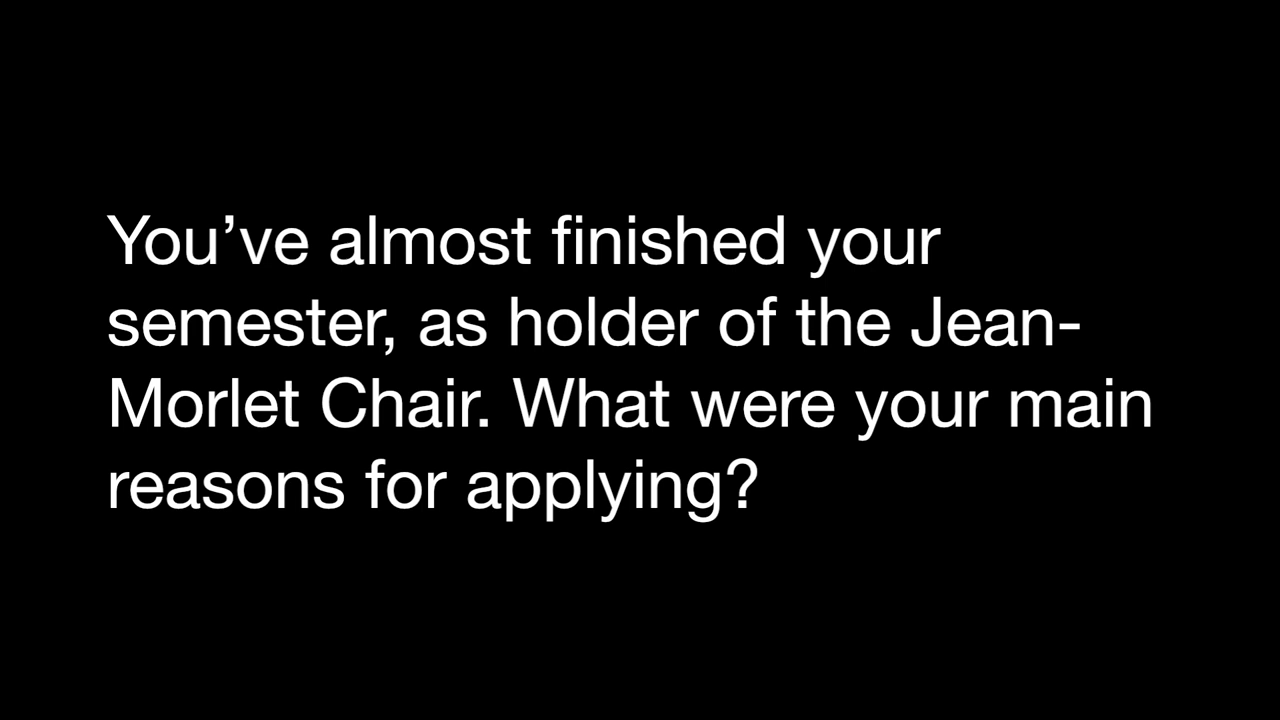 You’ve almost finished your
semester, as holder of the Jean-
Morlet Chair. What were your main
reasons for applying?